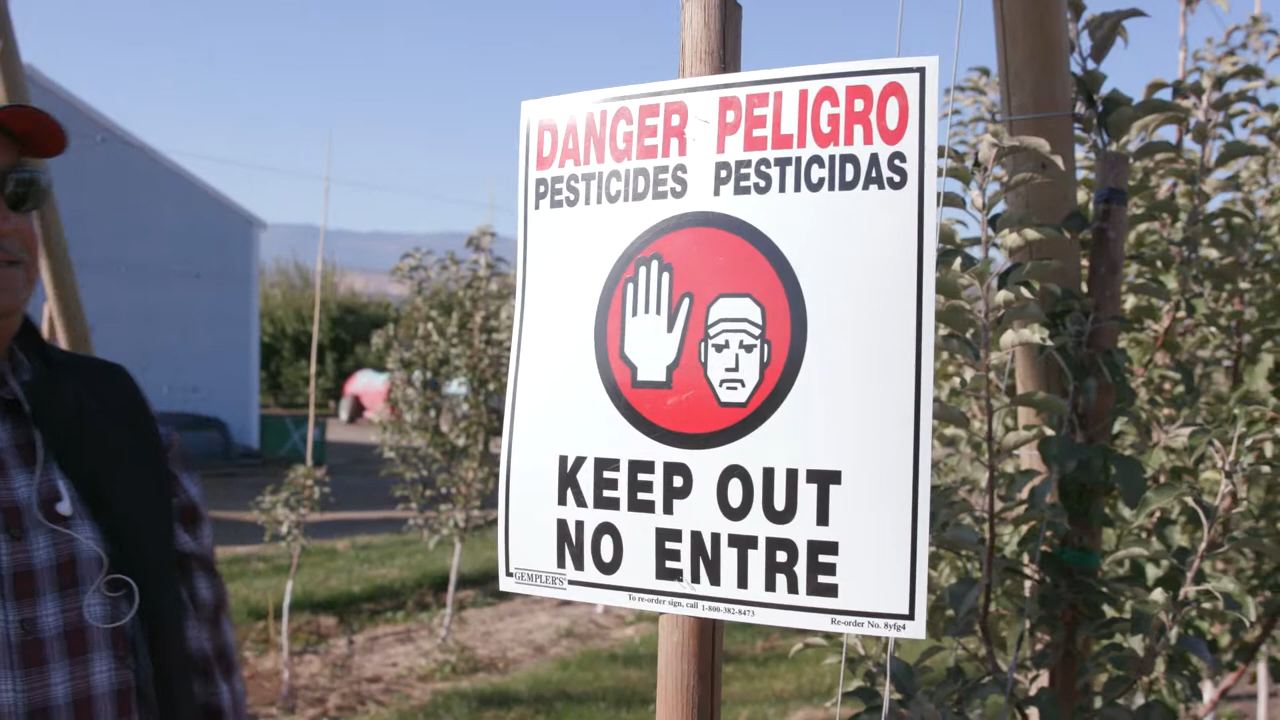 DANGER PELIGRO
PESTICIDES PESTICIDAS
KEEP OUT
NO ENTRE
GEMPLER'S®
To re-order sign, call 1-800-382-8473
Re-order No. 8yfg4